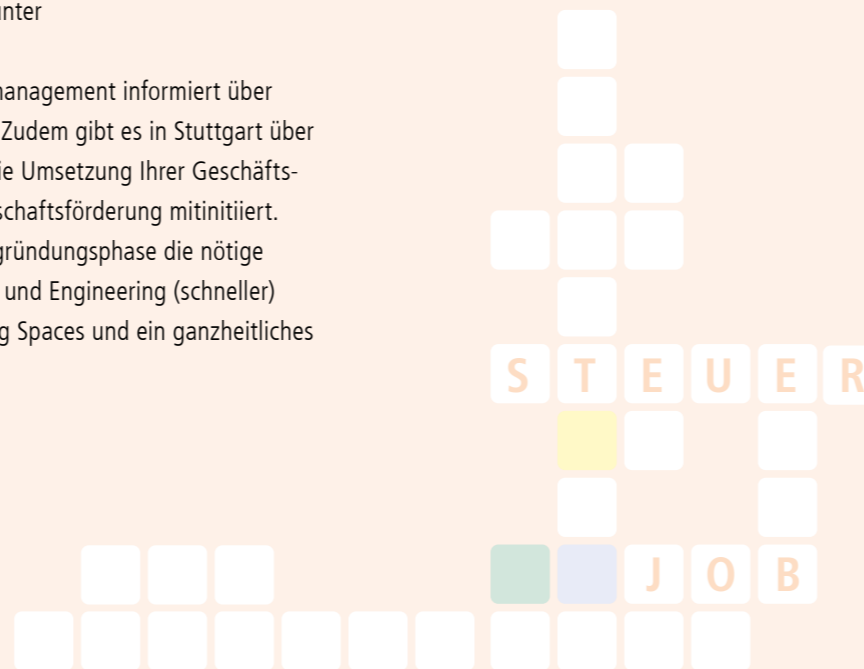 unter
management informiert über
Zudem gibt es in Stuttgart über
ie Umsetzung Ihrer Geschäfts-
schaftsförderung mitinitiiert.
gründungsphase die nötige
und Engineering (schneller)
g Spaces und ein ganzheitliches
STEUER
JOB